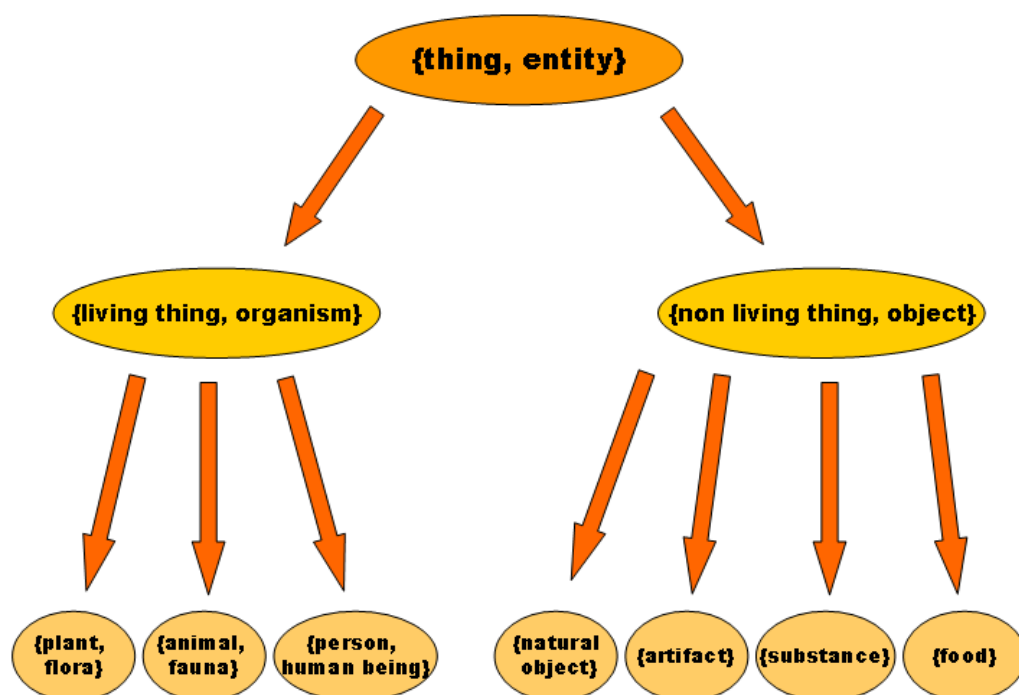 {thing, entity}
{living thing, organism}
{non living thing, object}
{plant,
flora}
{animal,
fauna}
{person,
human being}
{natural
object}
{artifact}
{substance}
{food}